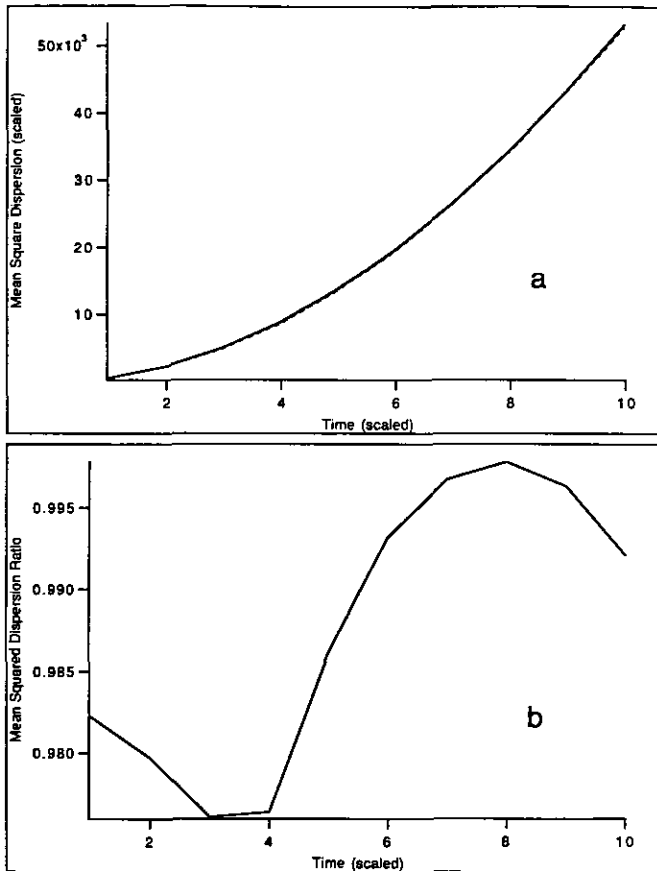 50x10³
40
30
20
10
Mean Square Dispersion (scaled)
a
2 4 6 8 10
Time (scaled)
0.995
0.990
0.985
0.980
Mean Squared Dispersion Ratio
b
2 4 6 8 10
Time (scaled)